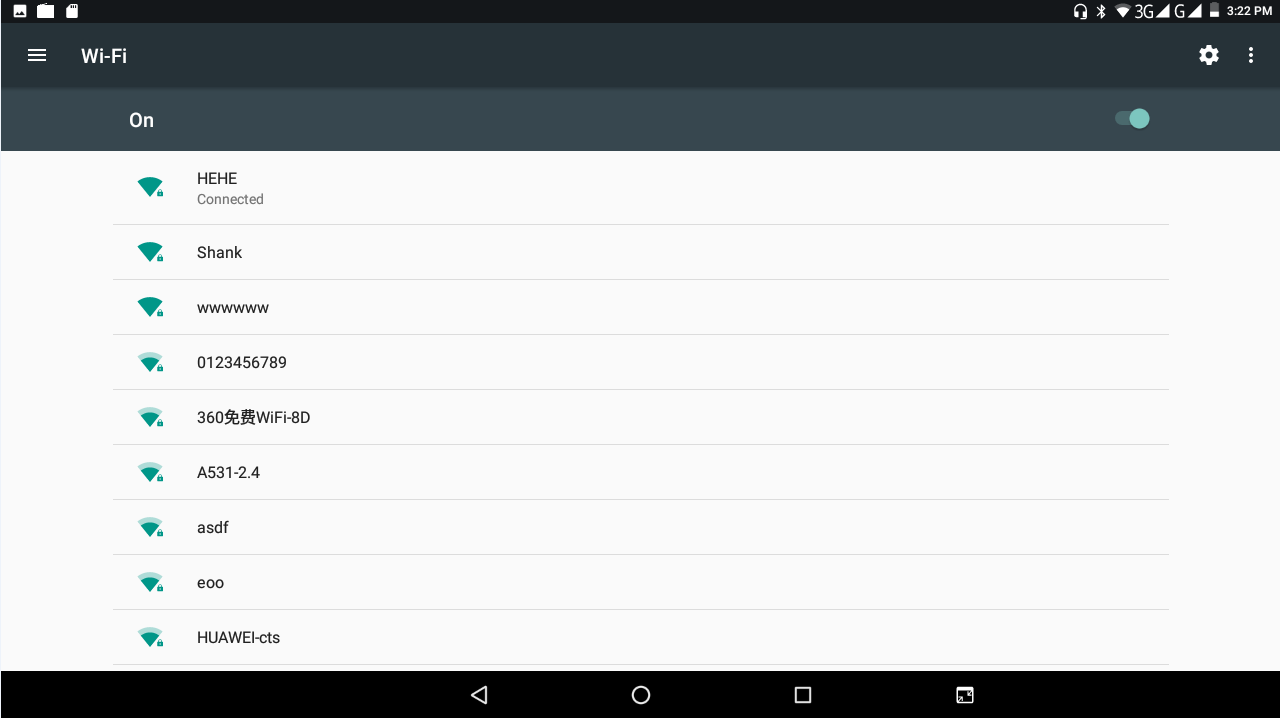 3G G 3:22 PM
Wi-Fi
On
HEHE
Connected
Shank
wwwwww
0123456789
360免费WiFi-8D
A531-2.4
asdf
eoo
HUAWEI-cts